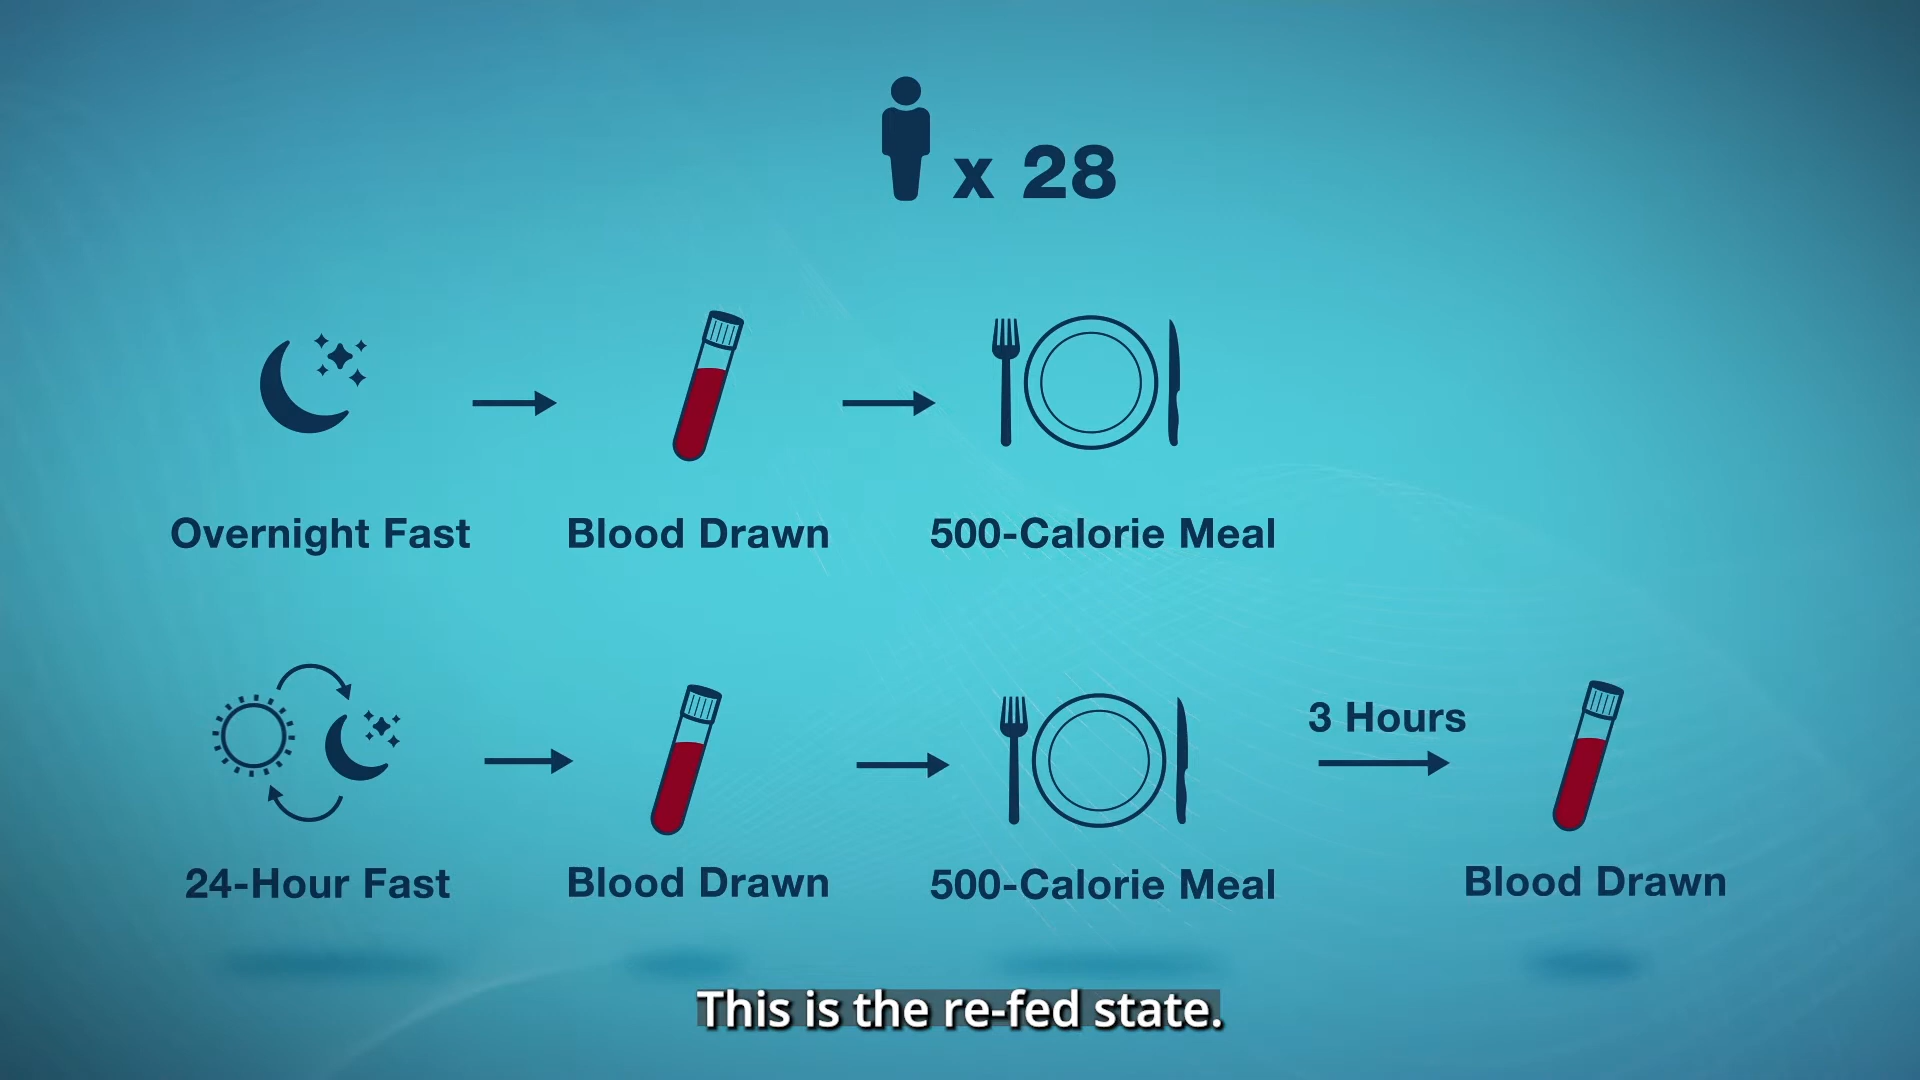 x 28
Overnight Fast
Blood Drawn
500-Calorie Meal
3 Hours
24-Hour Fast
Blood Drawn
500-Calorie Meal
Blood Drawn
This is the re-fed state.